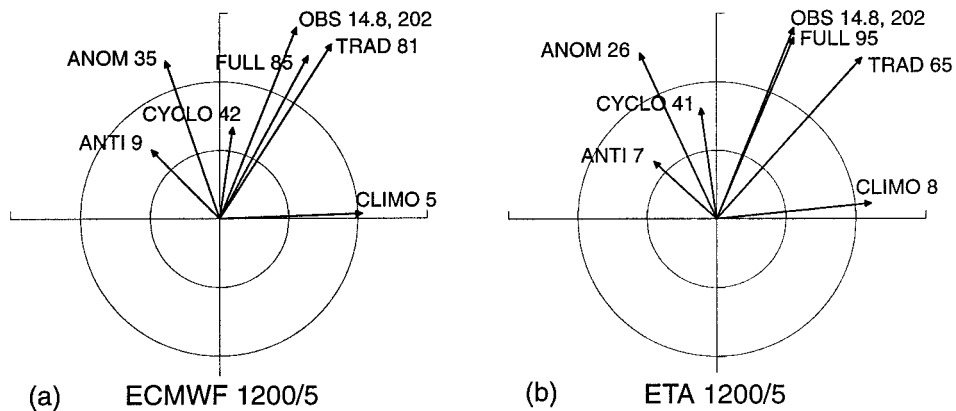 OBS 14.8, 202
TRAD 81
FULL 85
ANOM 35
CYCLO 42
ANTI 9
CLIMO 5
(a) ECMWF 1200/5
OBS 14.8, 202
FULL 95
ANOM 26
TRAD 65
CYCLO 41
ANTI 7
CLIMO 8
(b) ETA 1200/5